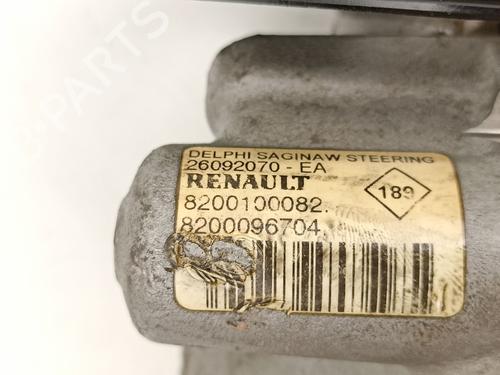 DELPHI SAGINAW STEERING
26092070 - EA
RENAULT
189
8200100082.
8200096704